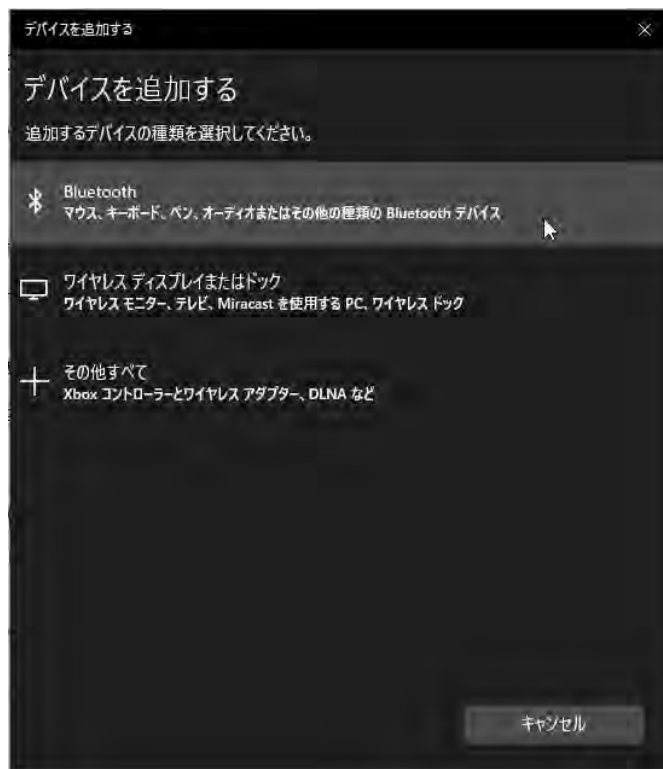 デバイスを追加する
デバイスを追加する
追加するデバイスの種類を選択してください。
Bluetooth
マウス、キーボード、ペン、オーディオまたはその他の種類の Bluetooth デバイス
ワイヤレス ディスプレイまたはドック
ワイヤレス モニター、テレビ、Miracast を使用する PC、ワイヤレス ドック
その他すべて
Xbox コントローラーとワイヤレス アダプター、DLNA など
キャンセル